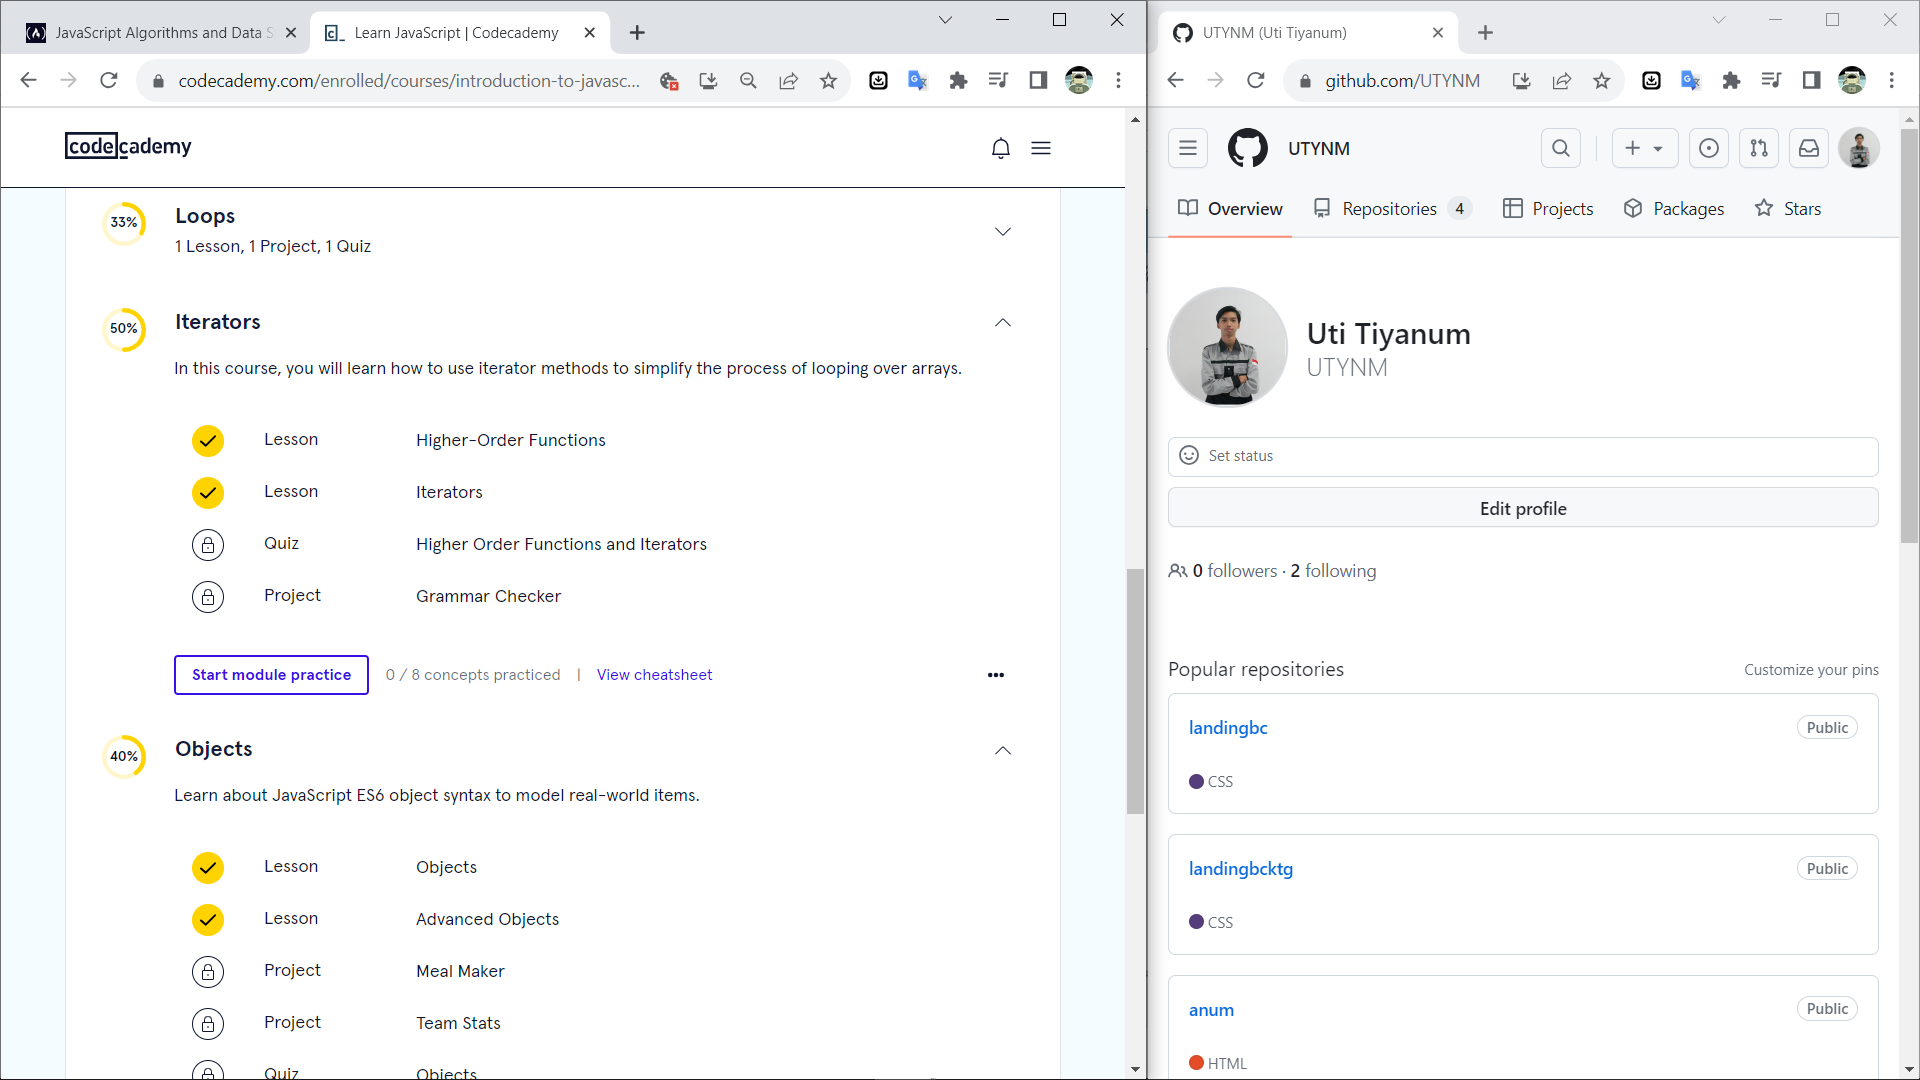 JavaScript Algorithms and Data S
Learn JavaScript | Codecademy
codecademy.com/enrolled/courses/introduction-to-javasc...
codecademy
33%
Loops
1 Lesson, 1 Project, 1 Quiz
50%
Iterators
In this course, you will learn how to use iterator methods to simplify the process of looping over arrays.
Lesson Higher-Order Functions
Lesson Iterators
Quiz Higher Order Functions and Iterators
Project Grammar Checker
Start module practice 0 / 8 concepts practiced | View cheatsheet
40%
Objects
Learn about JavaScript ES6 object syntax to model real-world items.
Lesson Objects
Lesson Advanced Objects
Project Meal Maker
Project Team Stats
Quiz Objects
UTYNM (Uti Tiyanum)
github.com/UTYNM
UTYNM
Overview Repositories 4 Projects Packages Stars
Uti Tiyanum
UTYNM
Set status
Edit profile
0 followers · 2 following
Popular repositories Customize your pins
landingbc Public
CSS
landingbcktg Public
CSS
anum Public
HTML